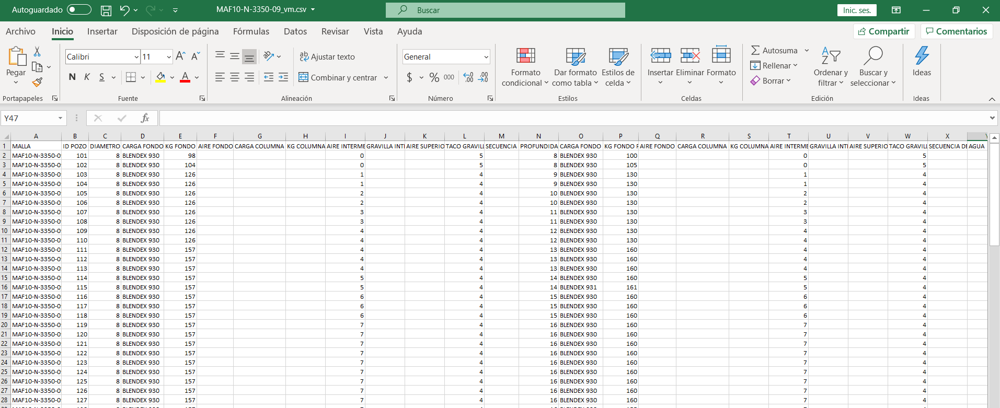 Autoguardado MAF10-N-3350-09_vm.csv Buscar Inic. ses.
Archivo Inicio Insertar Disposición de página Fórmulas Datos Revisar Vista Ayuda Compartir Comentarios
Calibri 11 ab Ajustar texto General Autosuma
Pegar Formato condicional Dar formato como tabla Estilos de celda Insertar Eliminar Formato Rellenar Ordenar y filtrar Buscar y seleccionar Ideas
N K S A Combinar y centrar $ % 000 Borrar
Portapapeles Fuente Alineación Número Estilos Celdas Edición Ideas
Y47 fx
A B C D E F G H I J K L M N O P Q R S T U V W X Y
1 MALLA ID POZO DIAMETRO CARGA FONDO KG FONDO AIRE FONDO CARGA COLUMNA KG COLUMNA AIRE INTERME GRAVILLA INT AIRE SUPERIO TACO GRAVILL SECUENCIA PROFUNDIDA CARGA FONDO KG FONDO AIRE FONDO CARGA COLUMNA KG COLUMNA AIRE INTERME GRAVILLA INT AIRE SUPERIO TACO GRAVILL SECUENCIA DE AGUA
2 MAF10-N-3350-0 101 8 BLENDEX 930 98 0 5 8 BLENDEX 930 100 0 5
3 MAF10-N-3350-0 102 8 BLENDEX 930 104 0 5 8 BLENDEX 930 105 0 5
4 MAF10-N-3350-0 103 8 BLENDEX 930 126 1 4 9 BLENDEX 930 130 1 4
5 MAF10-N-3350-0 104 8 BLENDEX 930 126 1 4 9 BLENDEX 930 130 1 4
6 MAF10-N-3350-0 105 8 BLENDEX 930 126 2 4 10 BLENDEX 930 130 2 4
7 MAF10-N-3350-0 106 8 BLENDEX 930 126 2 4 10 BLENDEX 930 130 2 4
8 MAF10-N-3350-0 107 8 BLENDEX 930 126 3 4 11 BLENDEX 930 130 3 4
9 MAF10-N-3350-0 108 8 BLENDEX 930 126 3 4 11 BLENDEX 930 130 3 4
10 MAF10-N-3350-0 109 8 BLENDEX 930 126 4 4 12 BLENDEX 930 130 4 4
11 MAF10-N-3350-0 110 8 BLENDEX 930 126 4 4 12 BLENDEX 930 130 4 4
12 MAF10-N-3350-0 111 8 BLENDEX 930 157 4 4 13 BLENDEX 930 160 4 4
13 MAF10-N-3350-0 112 8 BLENDEX 930 157 4 4 13 BLENDEX 930 160 4 4
14 MAF10-N-3350-0 113 8 BLENDEX 930 157 4 4 13 BLENDEX 930 160 4 4
15 MAF10-N-3350-0 114 8 BLENDEX 930 157 5 4 14 BLENDEX 930 160 5 4
16 MAF10-N-3350-0 115 8 BLENDEX 930 157 5 4 14 BLENDEX 931 161 5 4
17 MAF10-N-3350-0 116 8 BLENDEX 930 157 6 4 15 BLENDEX 930 160 6 4
18 MAF10-N-3350-0 117 8 BLENDEX 930 157 6 4 15 BLENDEX 930 160 6 4
19 MAF10-N-3350-0 118 8 BLENDEX 930 157 6 4 15 BLENDEX 930 160 6 4
20 MAF10-N-3350-0 119 8 BLENDEX 930 157 7 4 16 BLENDEX 930 160 7 4
21 MAF10-N-3350-0 120 8 BLENDEX 930 157 7 4 16 BLENDEX 930 160 7 4
22 MAF10-N-3350-0 121 8 BLENDEX 930 157 7 4 16 BLENDEX 930 160 7 4
23 MAF10-N-3350-0 122 8 BLENDEX 930 157 7 4 16 BLENDEX 930 160 7 4
24 MAF10-N-3350-0 123 8 BLENDEX 930 157 7 4 16 BLENDEX 930 160 7 4
25 MAF10-N-3350-0 124 8 BLENDEX 930 157 7 4 16 BLENDEX 930 160 7 4
26 MAF10-N-3350-0 125 8 BLENDEX 930 157 7 4 16 BLENDEX 930 160 7 4
27 MAF10-N-3350-0 126 8 BLENDEX 930 157 7 4 16 BLENDEX 930 160 7 4
28 MAF10-N-3350-0 127 8 BLENDEX 930 157 7 4 16 BLENDEX 930 160 7 4